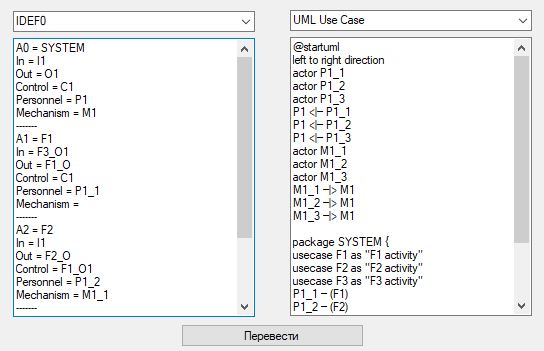 IDEF0
A0 = SYSTEM
In = I1
Out = O1
Control = C1
Personnel = P1
Mechanism = M1
-------
A1 = F1
In = F3_O1
Out = F1_O
Control = C1
Personnel = P1_1
Mechanism =
-------
A2 = F2
In = I1
Out = F2_O
Control = F1_O1
Personnel = P1_2
Mechanism = M1_1
-------
UML Use Case
@startuml
left to right direction
actor P1_1
actor P1_2
actor P1_3
P1 <|-- P1_1
P1 <|-- P1_2
P1 <|-- P1_3
actor M1_1
actor M1_2
actor M1_3
M1_1 --|> M1
M1_2 --|> M1
M1_3 --|> M1
package SYSTEM {
usecase F1 as "F1 activity"
usecase F2 as "F2 activity"
usecase F3 as "F3 activity"
P1_1 -- (F1)
P1_2 -- (F2)
Перевести